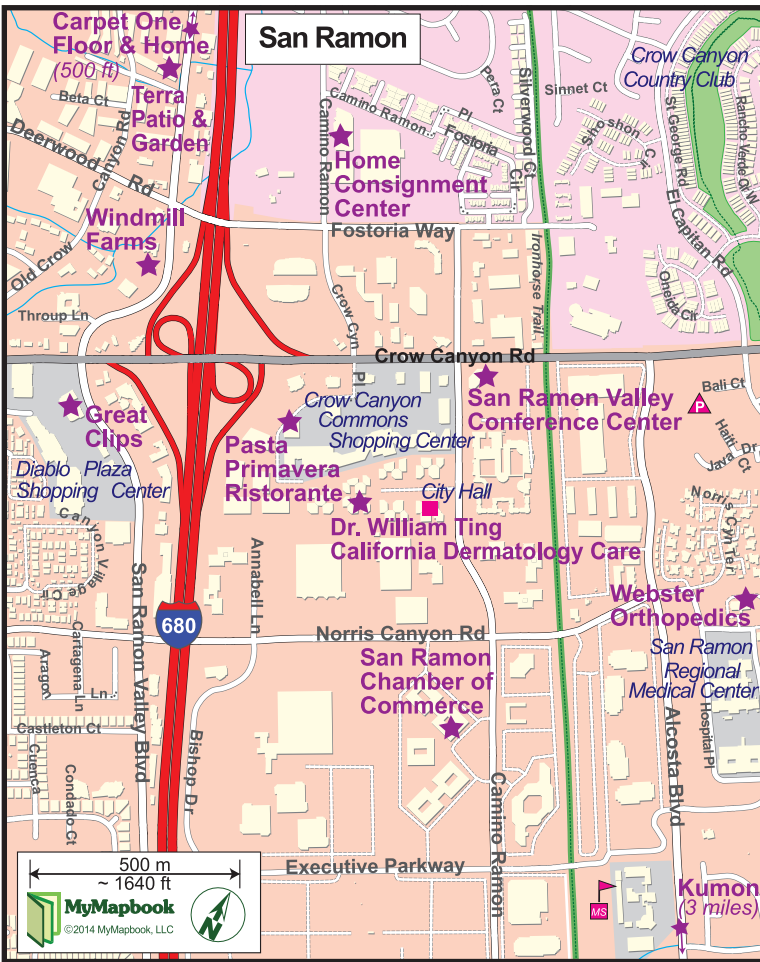 San Ramon
Carpet One
Floor & Home
(500 ft)
Terra
Patio &
Garden
Beta Ct
Deerwood Rd
Canyon Rd
Old Crow
Windmill
Farms
Throup Ln
Camino Ramon
Camino Ramon
Pl
Fostoria
Cir
Pera Ct
Silverwood Ct
Sinnet Ct
Shoshon Ct
Crow Canyon
Country Club
St George Rd
Rancho Verde Cir W
El Capitan Rd
Oneida Cir
Home
Consignment
Center
Fostoria Way
Ironhorse Trail
Crow Cyn Pl
Crow Canyon Rd
Great
Clips
Diablo Plaza
Shopping Center
Pasta
Primavera
Ristorante
Crow Canyon
Commons
Shopping Center
San Ramon Valley
Conference Center
P
Bali Ct
Haiti Ct
Java Dr
Norris Cyn Ter
City Hall
Dr. William Ting
California Dermatology Care
Canyon Village Cir
Annabell Ln
San Ramon Valley Blvd
680
Norris Canyon Rd
Webster
Orthopedics
San Ramon
Regional
Medical Center
Hospital Pl
Alcosta Blvd
San Ramon
Chamber of
Commerce
Aragon
Ln
Cartagena Ln
Castleton Ct
Cuenca
Condado Ct
Bishop Dr
Camino Ramon
Executive Parkway
MS
Kumon
(3 miles)
500 m
~ 1640 ft
MyMapbook
©2014 MyMapbook, LLC
N